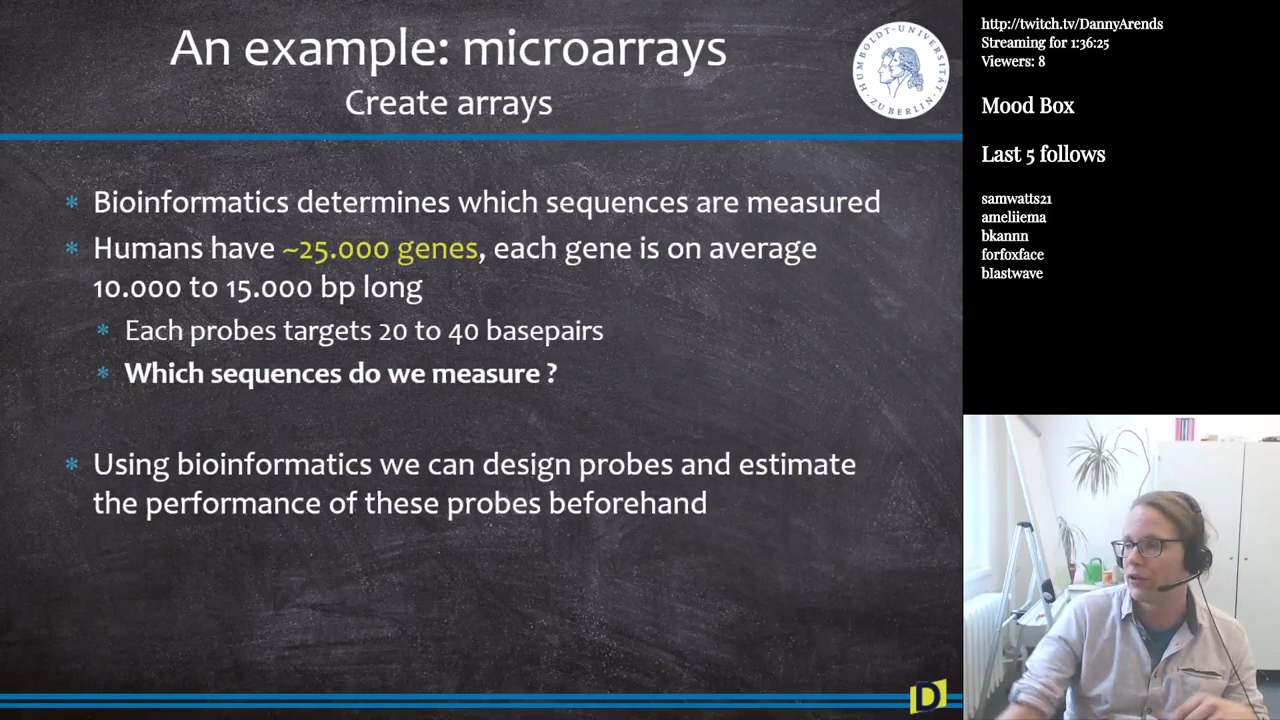 An example: microarrays
Create arrays
HUMBOLDT-UNIVERSITÄT
ZU BERLIN
* Bioinformatics determines which sequences are measured
* Humans have ~25.000 genes, each gene is on average
10.000 to 15.000 bp long
* Each probes targets 20 to 40 basepairs
* Which sequences do we measure ?
* Using bioinformatics we can design probes and estimate
the performance of these probes beforehand
D
http://twitch.tv/DannyArends
Streaming for 1:36:25
Viewers: 8
Mood Box
Last 5 follows
samwatts21
ameliiema
bkannn
forfoxface
blastwave